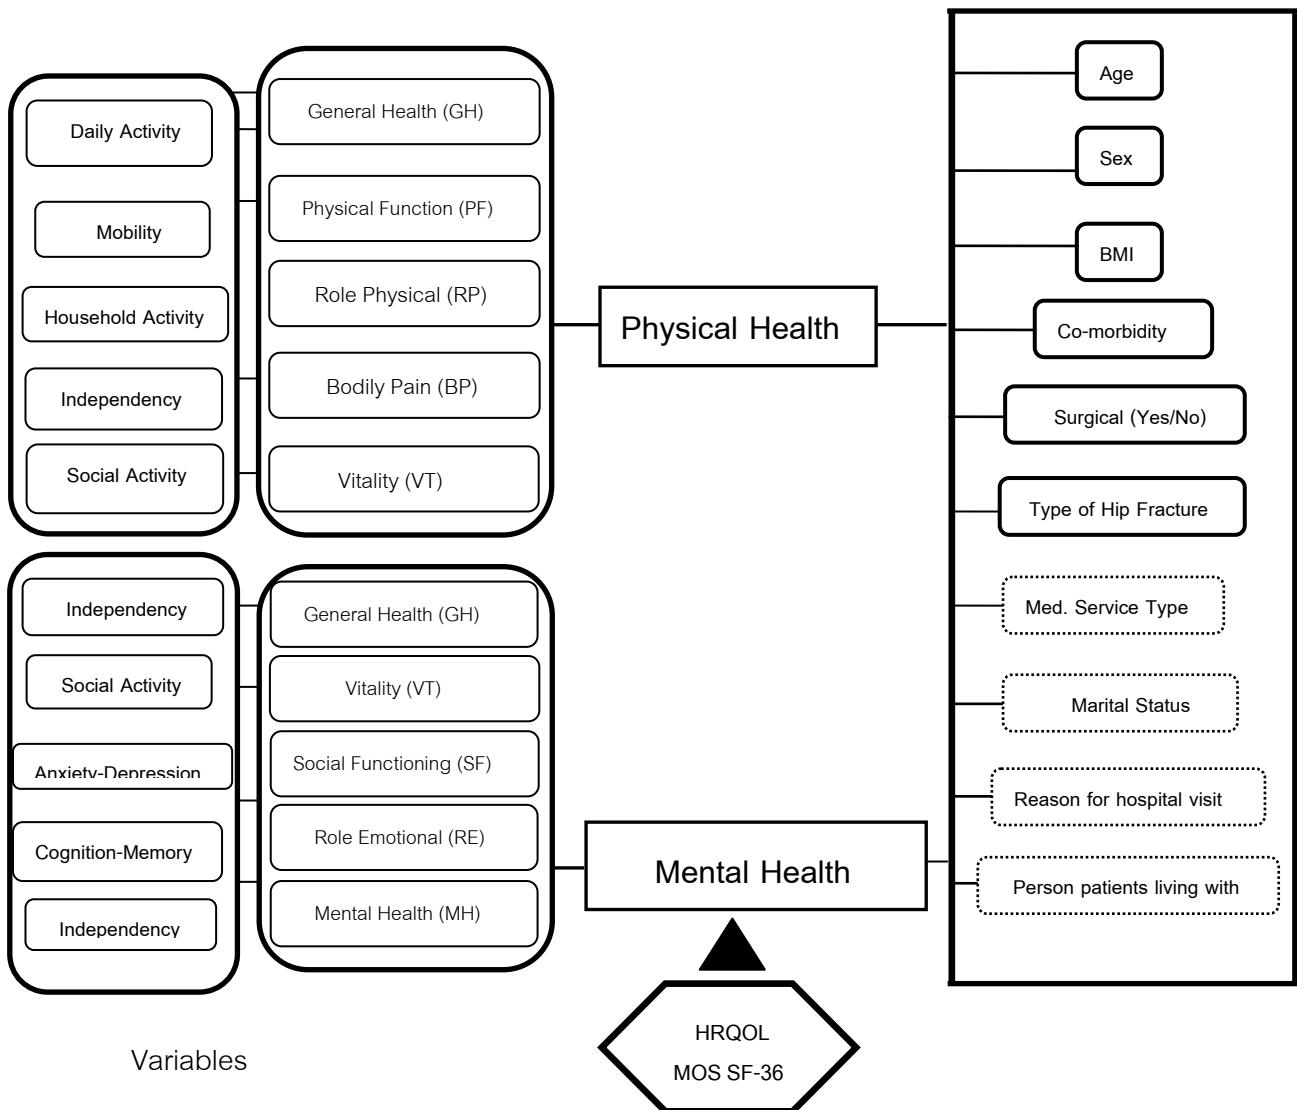 Daily Activity
Mobility
Household Activity
Independency
Social Activity
General Health (GH)
Physical Function (PF)
Role Physical (RP)
Bodily Pain (BP)
Vitality (VT)
Physical Health
Age
Sex
BMI
Co-morbidity
Surgical (Yes/No)
Type of Hip Fracture
Med. Service Type
Marital Status
Reason for hospital visit
Person patients living with
Independency
Social Activity
Anxiety-Depression
Cognition-Memory
Independency
General Health (GH)
Vitality (VT)
Social Functioning (SF)
Role Emotional (RE)
Mental Health (MH)
Mental Health
HRQOL
MOS SF-36
Variables